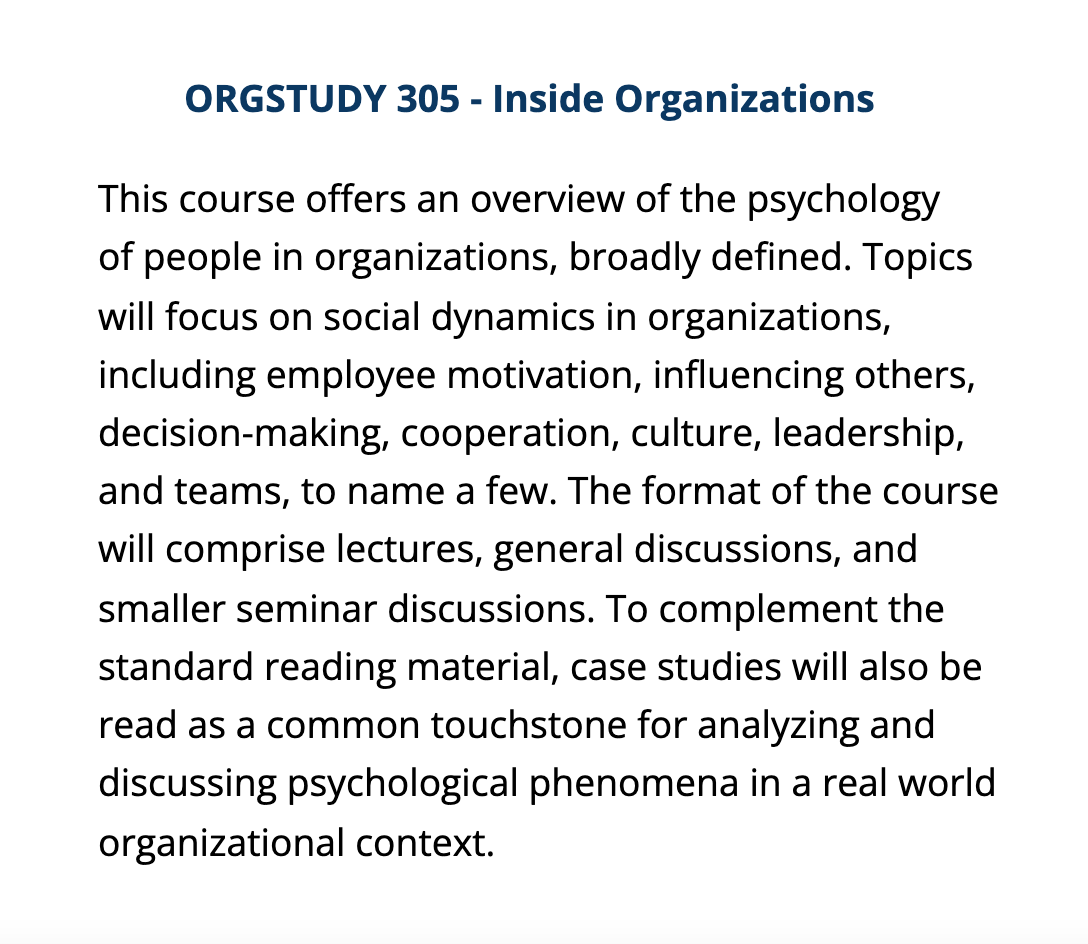 ORGSTUDY 305 - Inside Organizations
This course offers an overview of the psychology
of people in organizations, broadly defined. Topics
will focus on social dynamics in organizations,
including employee motivation, influencing others,
decision-making, cooperation, culture, leadership,
and teams, to name a few. The format of the course
will comprise lectures, general discussions, and
smaller seminar discussions. To complement the
standard reading material, case studies will also be
read as a common touchstone for analyzing and
discussing psychological phenomena in a real world
organizational context.